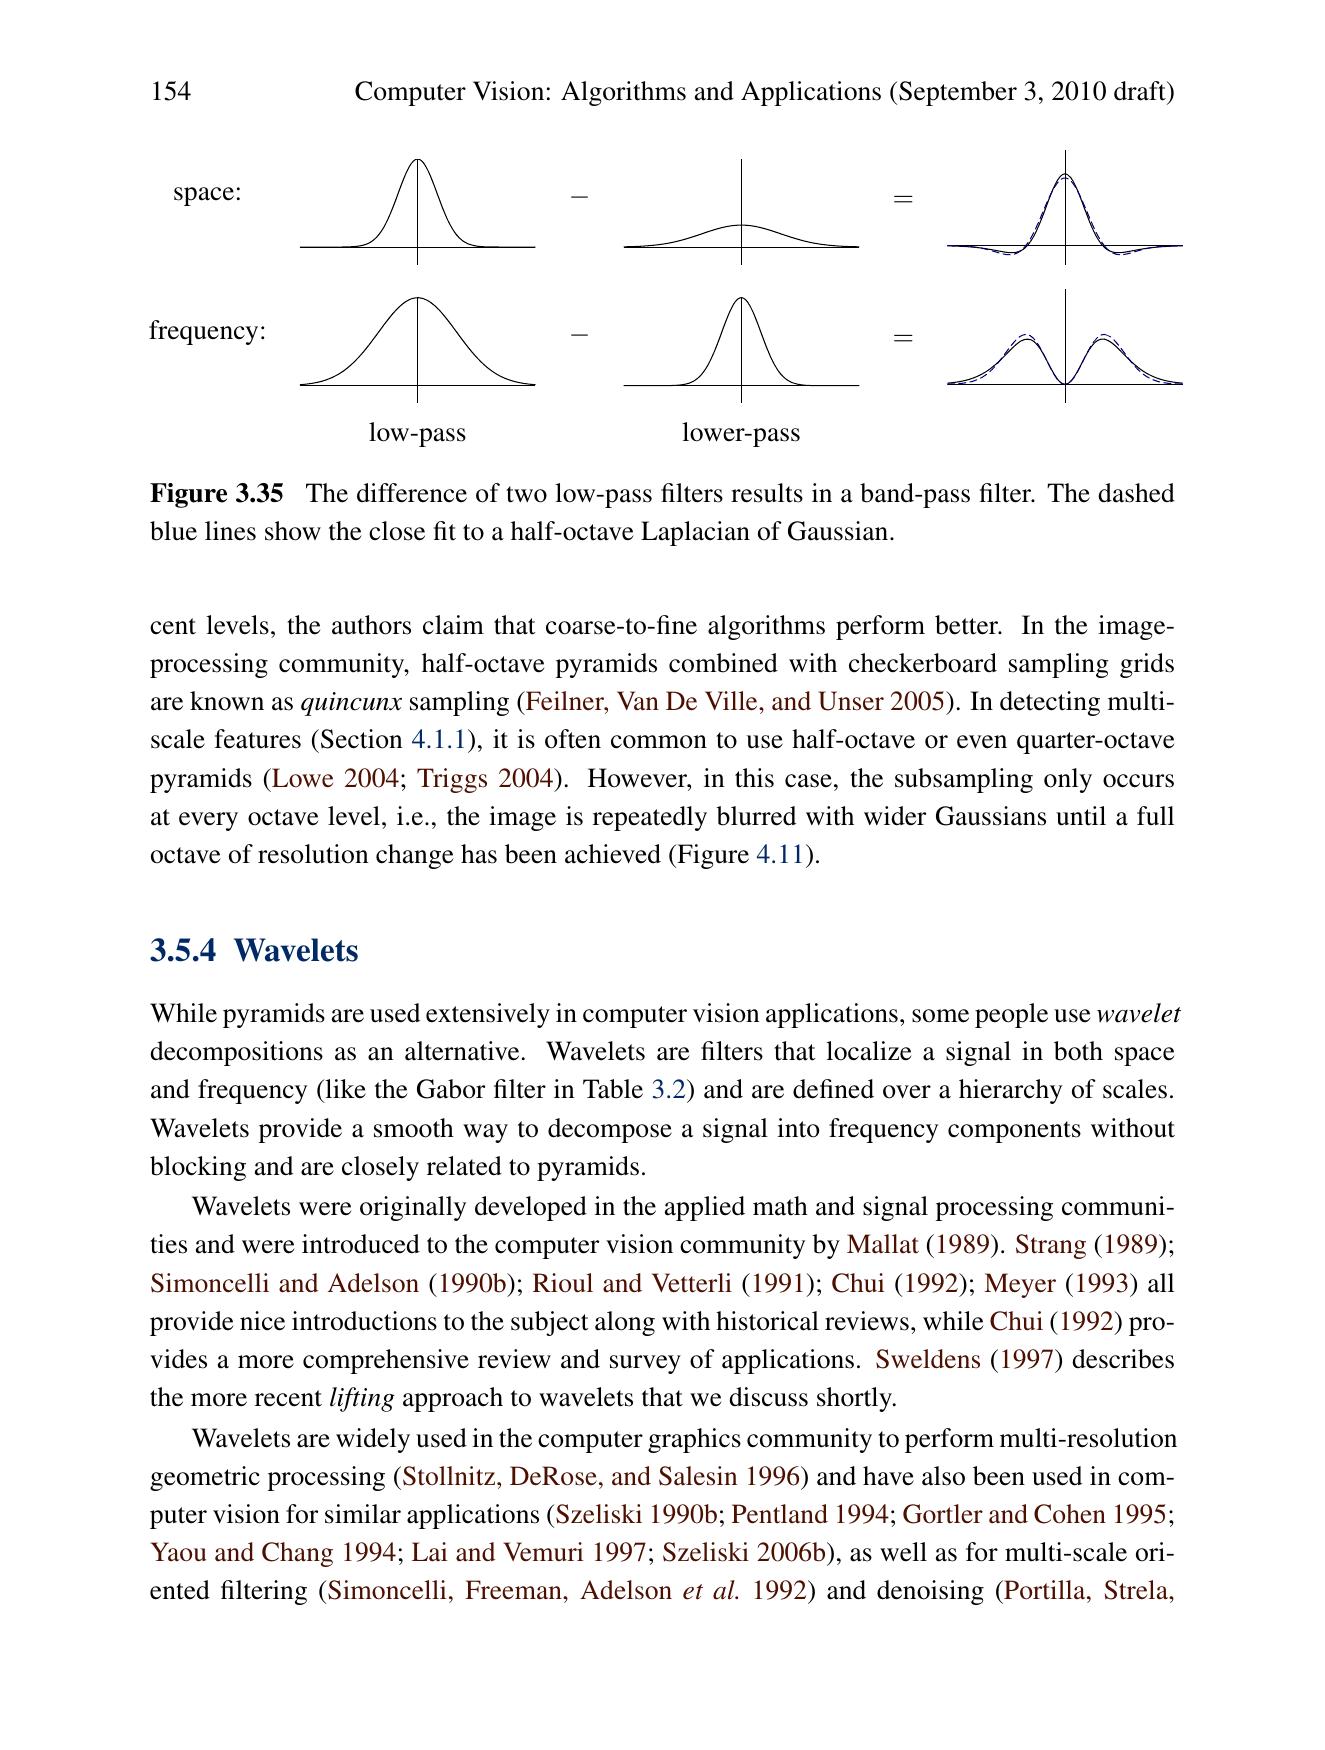 154 Computer Vision: Algorithms and Applications (September 3, 2010 draft)
space: − =
frequency: − =
low-pass lower-pass
Figure 3.35 The difference of two low-pass filters results in a band-pass filter. The dashed
blue lines show the close fit to a half-octave Laplacian of Gaussian.
cent levels, the authors claim that coarse-to-fine algorithms perform better. In the image-
processing community, half-octave pyramids combined with checkerboard sampling grids
are known as quincunx sampling (Feilner, Van De Ville, and Unser 2005). In detecting multi-
scale features (Section 4.1.1), it is often common to use half-octave or even quarter-octave
pyramids (Lowe 2004; Triggs 2004). However, in this case, the subsampling only occurs
at every octave level, i.e., the image is repeatedly blurred with wider Gaussians until a full
octave of resolution change has been achieved (Figure 4.11).
3.5.4 Wavelets
While pyramids are used extensively in computer vision applications, some people use wavelet
decompositions as an alternative. Wavelets are filters that localize a signal in both space
and frequency (like the Gabor filter in Table 3.2) and are defined over a hierarchy of scales.
Wavelets provide a smooth way to decompose a signal into frequency components without
blocking and are closely related to pyramids.
Wavelets were originally developed in the applied math and signal processing communi-
ties and were introduced to the computer vision community by Mallat (1989). Strang (1989);
Simoncelli and Adelson (1990b); Rioul and Vetterli (1991); Chui (1992); Meyer (1993) all
provide nice introductions to the subject along with historical reviews, while Chui (1992) pro-
vides a more comprehensive review and survey of applications. Sweldens (1997) describes
the more recent lifting approach to wavelets that we discuss shortly.
Wavelets are widely used in the computer graphics community to perform multi-resolution
geometric processing (Stollnitz, DeRose, and Salesin 1996) and have also been used in com-
puter vision for similar applications (Szeliski 1990b; Pentland 1994; Gortler and Cohen 1995;
Yaou and Chang 1994; Lai and Vemuri 1997; Szeliski 2006b), as well as for multi-scale ori-
ented filtering (Simoncelli, Freeman, Adelson et al. 1992) and denoising (Portilla, Strela,